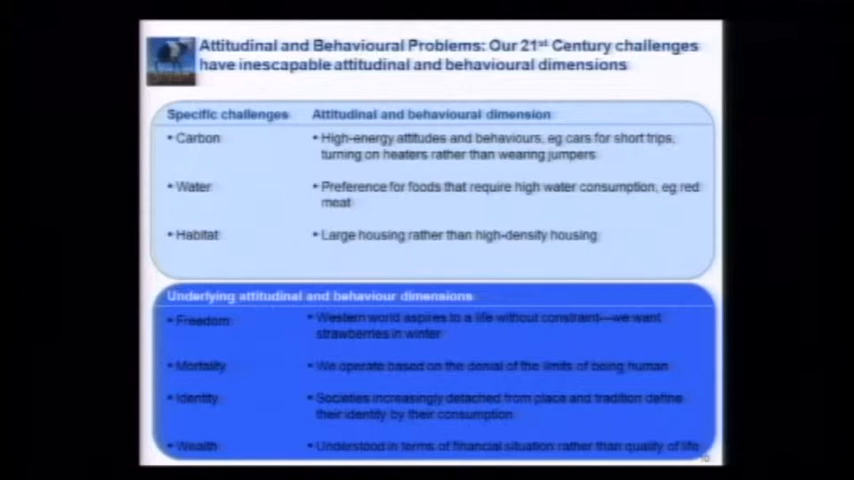 Attitudinal and Behavioural Problems: Our 21st Century challenges
have inescapable attitudinal and behavioural dimensions
Specific challenges Attitudinal and behavioural dimension
• Carbon • High-energy attitudes and behaviours, eg cars for short trips,
turning on heaters rather than wearing jumpers
• Water • Preference for foods that require high water consumption, eg red
meat
• Habitat • Large housing rather than high-density housing
Underlying attitudinal and behaviour dimensions
• Freedom • Western world aspires to a life without constraint—we want
strawberries in winter
• Mortality • We operate based on the denial of the limits of being human
• Identity • Societies increasingly detached from place and tradition define
their identity by their consumption
• Wealth • Understood in terms of financial situation rather than quality of life